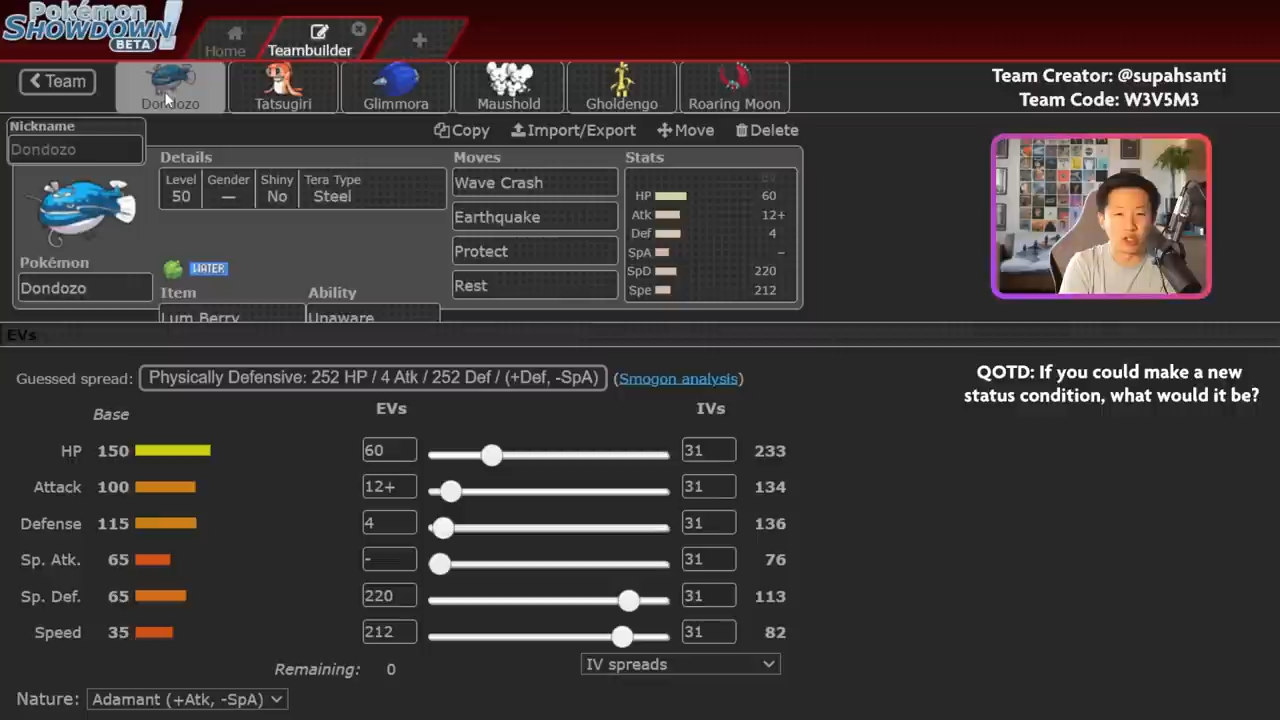 Pokémon
SHOWDOWN!
BETA
Home
Teambuilder
Team
Dondozo
Tatsugiri
Glimmora
Maushold
Gholdengo
Roaring Moon
Team Creator: @supahsanti
Team Code: W3V5M3
Nickname
Dondozo
Copy
Import/Export
Move
Delete
Details
Level
50
Gender
—
Shiny
No
Tera Type
Steel
Moves
Wave Crash
Earthquake
Protect
Rest
Stats
HP 60
Atk 12+
Def 4
SpA –
SpD 220
Spe 212
Pokémon
Dondozo
WATER
Item
Lum Berry
Ability
Unaware
EVs
Guessed spread: Physically Defensive: 252 HP / 4 Atk / 252 Def / (+Def, -SpA) (Smogon analysis)
Base EVs IVs
HP 150 60 31 233
Attack 100 12+ 31 134
Defense 115 4 31 136
Sp. Atk. 65 - 31 76
Sp. Def. 65 220 31 113
Speed 35 212 31 82
Remaining: 0
IV spreads
Nature: Adamant (+Atk, -SpA)
QOTD: If you could make a new
status condition, what would it be?